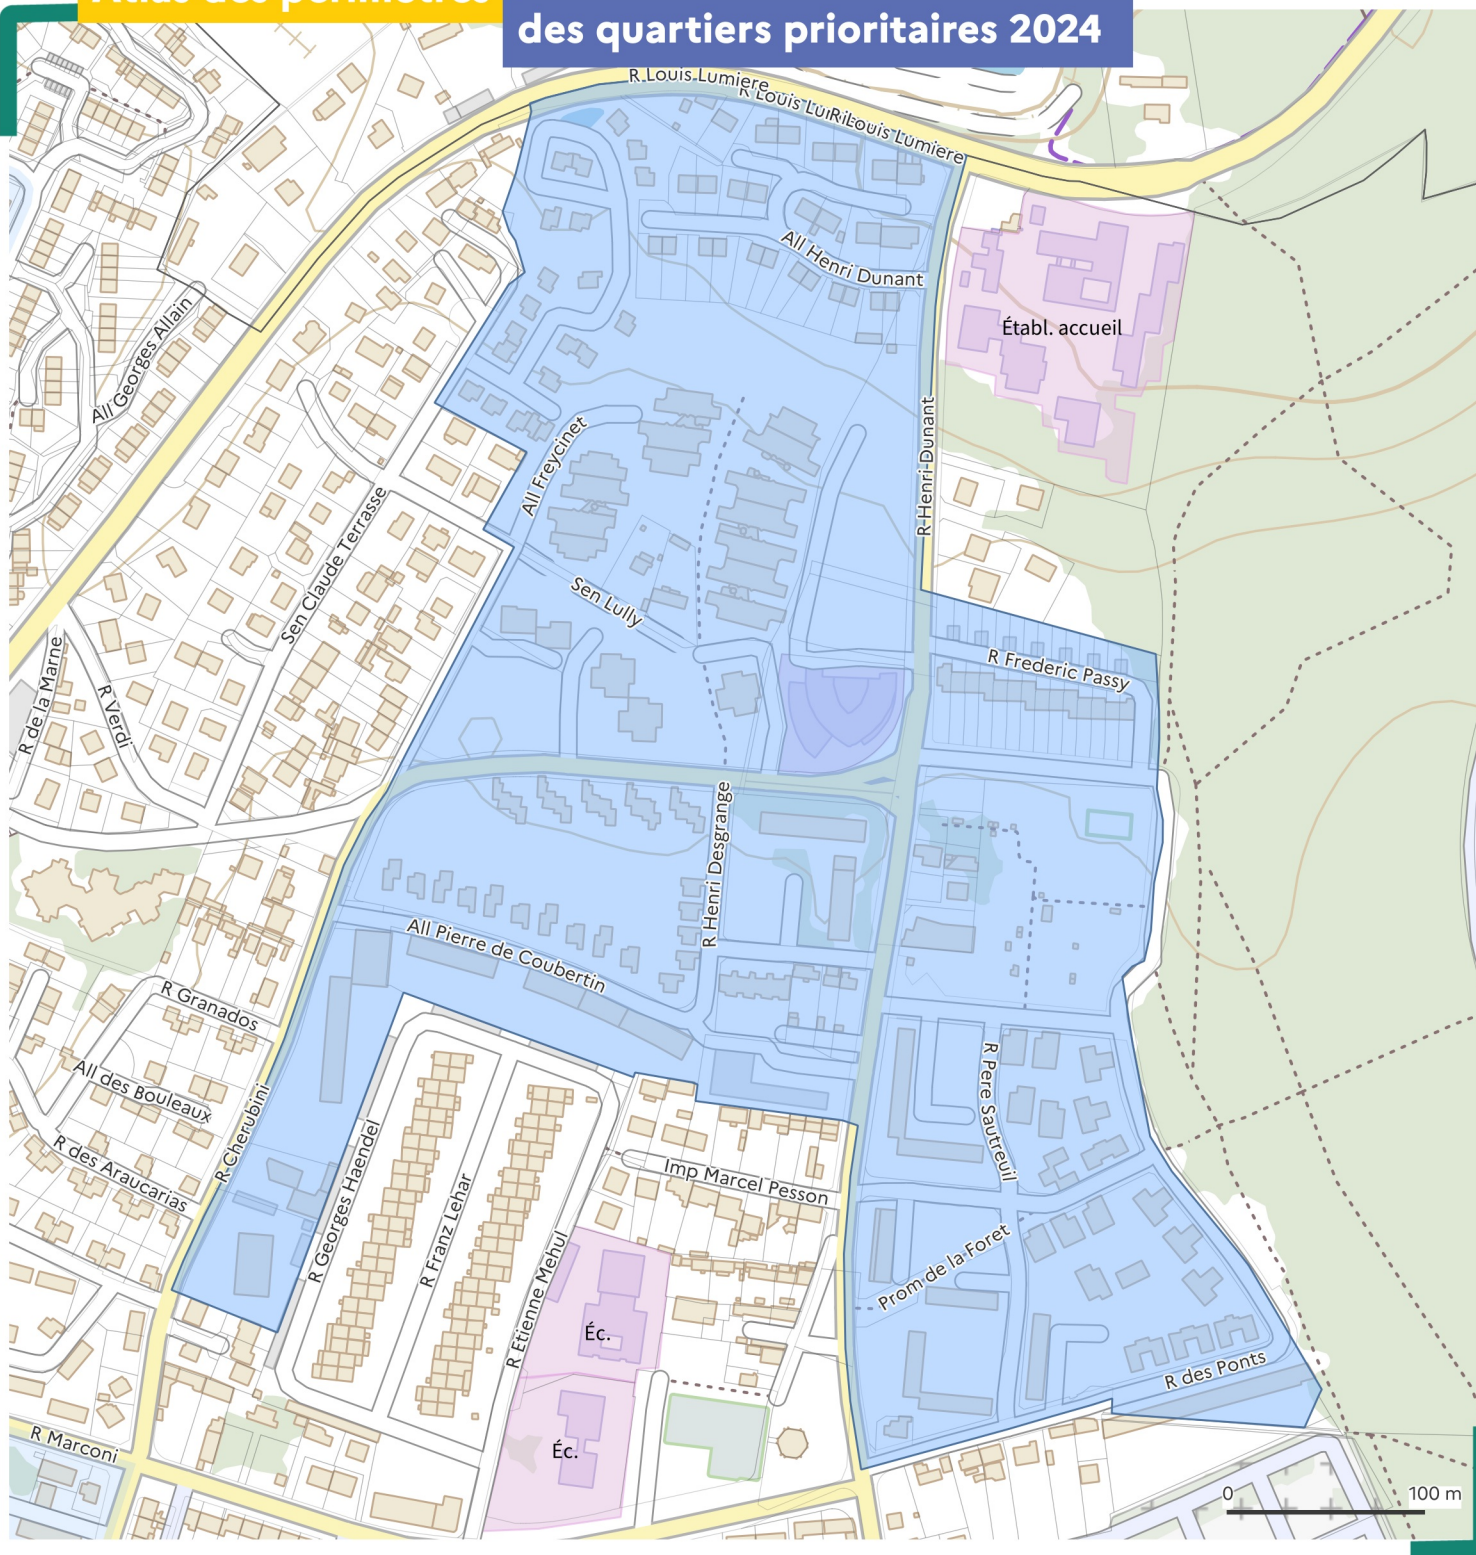 Atlas des périmètres
des quartiers prioritaires 2024
R Louis Lumiere
R Louis Lumiere
All Henri Dunant
Établ. accueil
All Georges Allain
R Henri Dunant
All Freycinet
Sen Claude Terrasse
Sen Lully
R Frederic Passy
R de la Marne
R Verdi
R Henri Desgrange
All Pierre de Coubertin
R Granados
All des Bouleaux
R des Araucarias
R Cherubini
R Georges Haendel
R Franz Lehar
R Etienne Mehul
Imp Marcel Pesson
R Pere Sautreuil
Prom de la Foret
R des Ponts
Éc.
Éc.
R Marconi
0 100 m